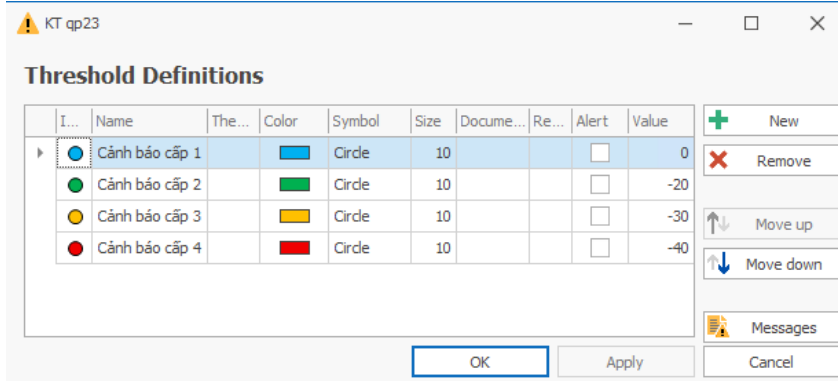 KT qp23
Threshold Definitions
I... Name The... Color Symbol Size Docume... Re... Alert Value
Cảnh báo cấp 1 Circle 10 0
Cảnh báo cấp 2 Circle 10 -20
Cảnh báo cấp 3 Circle 10 -30
Cảnh báo cấp 4 Circle 10 -40
New
Remove
Move up
Move down
Messages
OK Apply Cancel